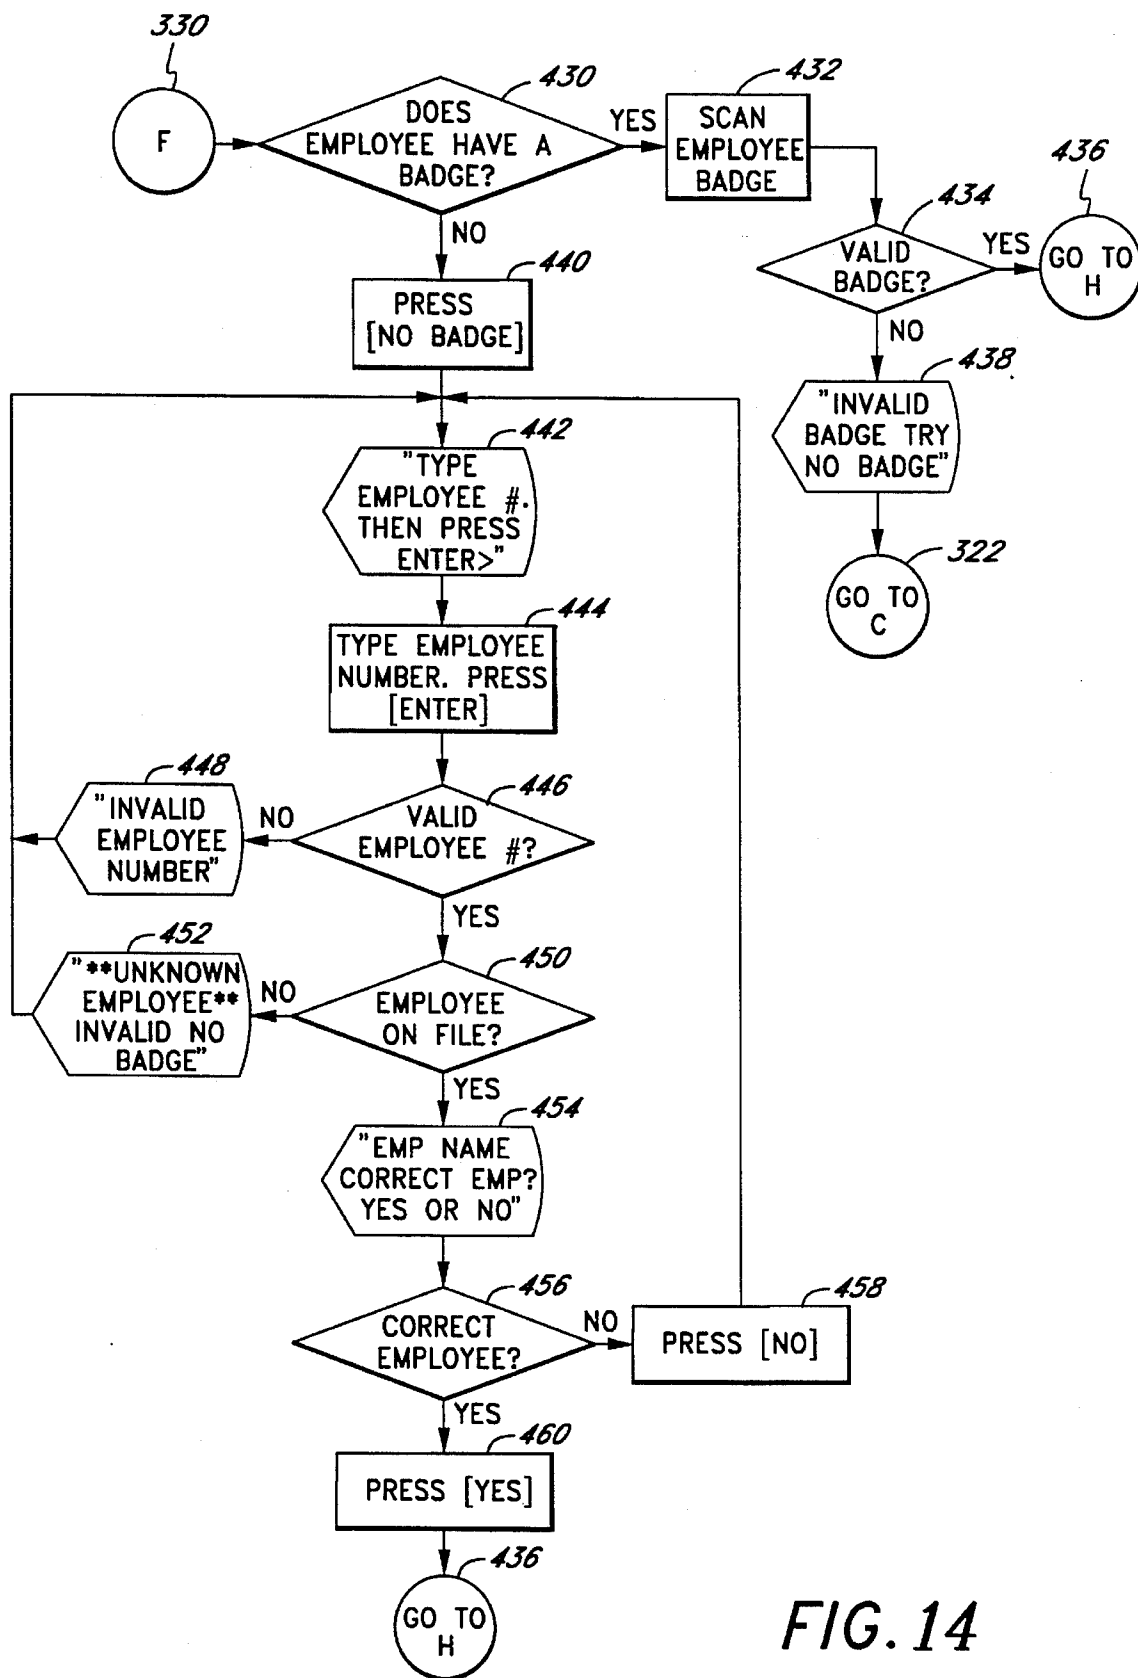 330
F
430
DOES
EMPLOYEE HAVE A
BADGE?
YES
432
SCAN
EMPLOYEE
BADGE
434
VALID
BADGE?
YES
436
GO TO
H
NO
438
"INVALID
BADGE TRY
NO BADGE"
322
GO TO
C
NO
440
PRESS
[NO BADGE]
442
"TYPE
EMPLOYEE #.
THEN PRESS
ENTER>"
444
TYPE EMPLOYEE
NUMBER. PRESS
[ENTER]
446
VALID
EMPLOYEE #?
NO
448
"INVALID
EMPLOYEE
NUMBER"
YES
450
EMPLOYEE
ON FILE?
NO
452
"**UNKNOWN
EMPLOYEE**
INVALID NO
BADGE"
YES
454
"EMP NAME
CORRECT EMP?
YES OR NO"
456
CORRECT
EMPLOYEE?
NO
458
PRESS [NO]
YES
460
PRESS [YES]
436
GO TO
H
FIG. 14